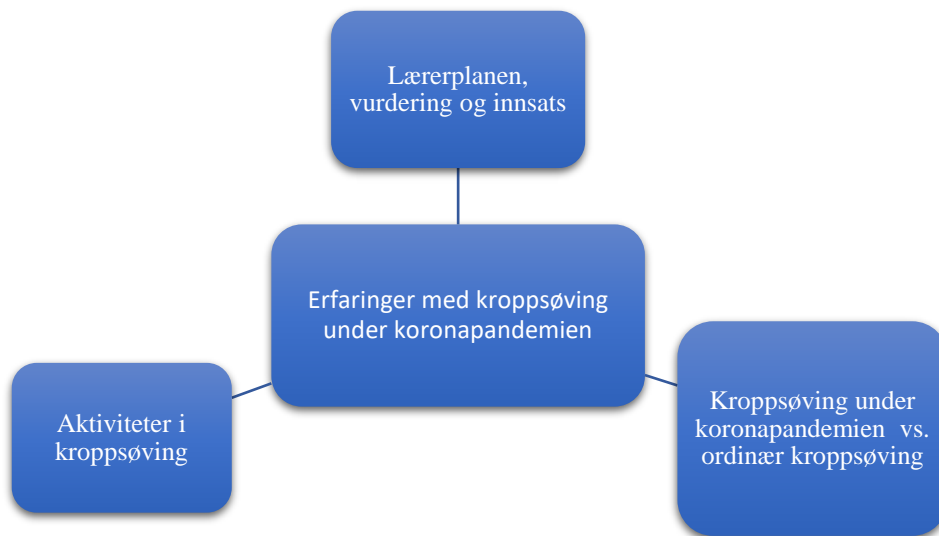 Lærerplanen,
vurdering og innsats
Erfaringer med kroppsøving
under koronapandemien
Aktiviteter i
kroppsøving
Kroppsøving under
koronapandemien vs.
ordinær kroppsøving